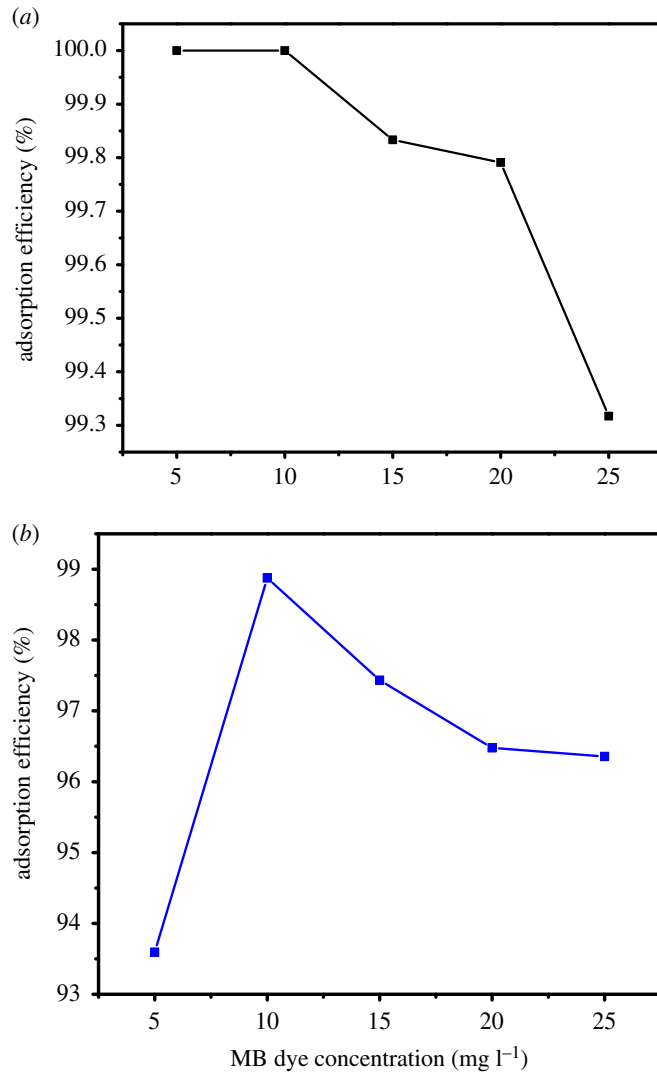 (a)
100.0
99.0
99.8
99.7
99.6
99.5
99.4
99.3
adsorption efficiency (%)
5 10 15 20 25
(b)
99
98
97
96
95
94
93
adsorption efficiency (%)
5 10 15 20 25
MB dye concentration (mg l⁻¹)